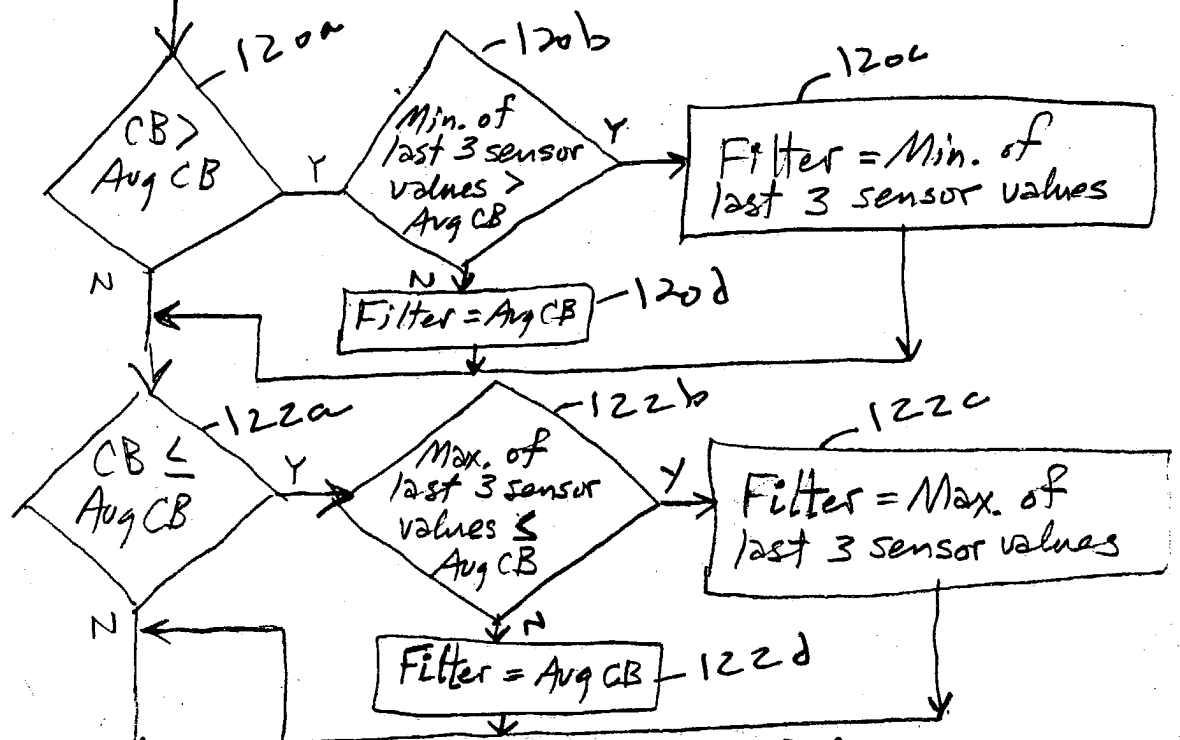 120a
120b
120c
CB>
Avg CB
Y
Min. of
last 3 sensor
values >
Avg CB
Y
Filter = Min. of
last 3 sensor values
N
N
Filter = Avg CB
120d
122a
122b
122c
CB ≤
Avg CB
Y
Max. of
last 3 sensor
values ≤
Avg CB
Y
Filter = Max. of
last 3 sensor values
N
N
Filter = Avg CB
122d